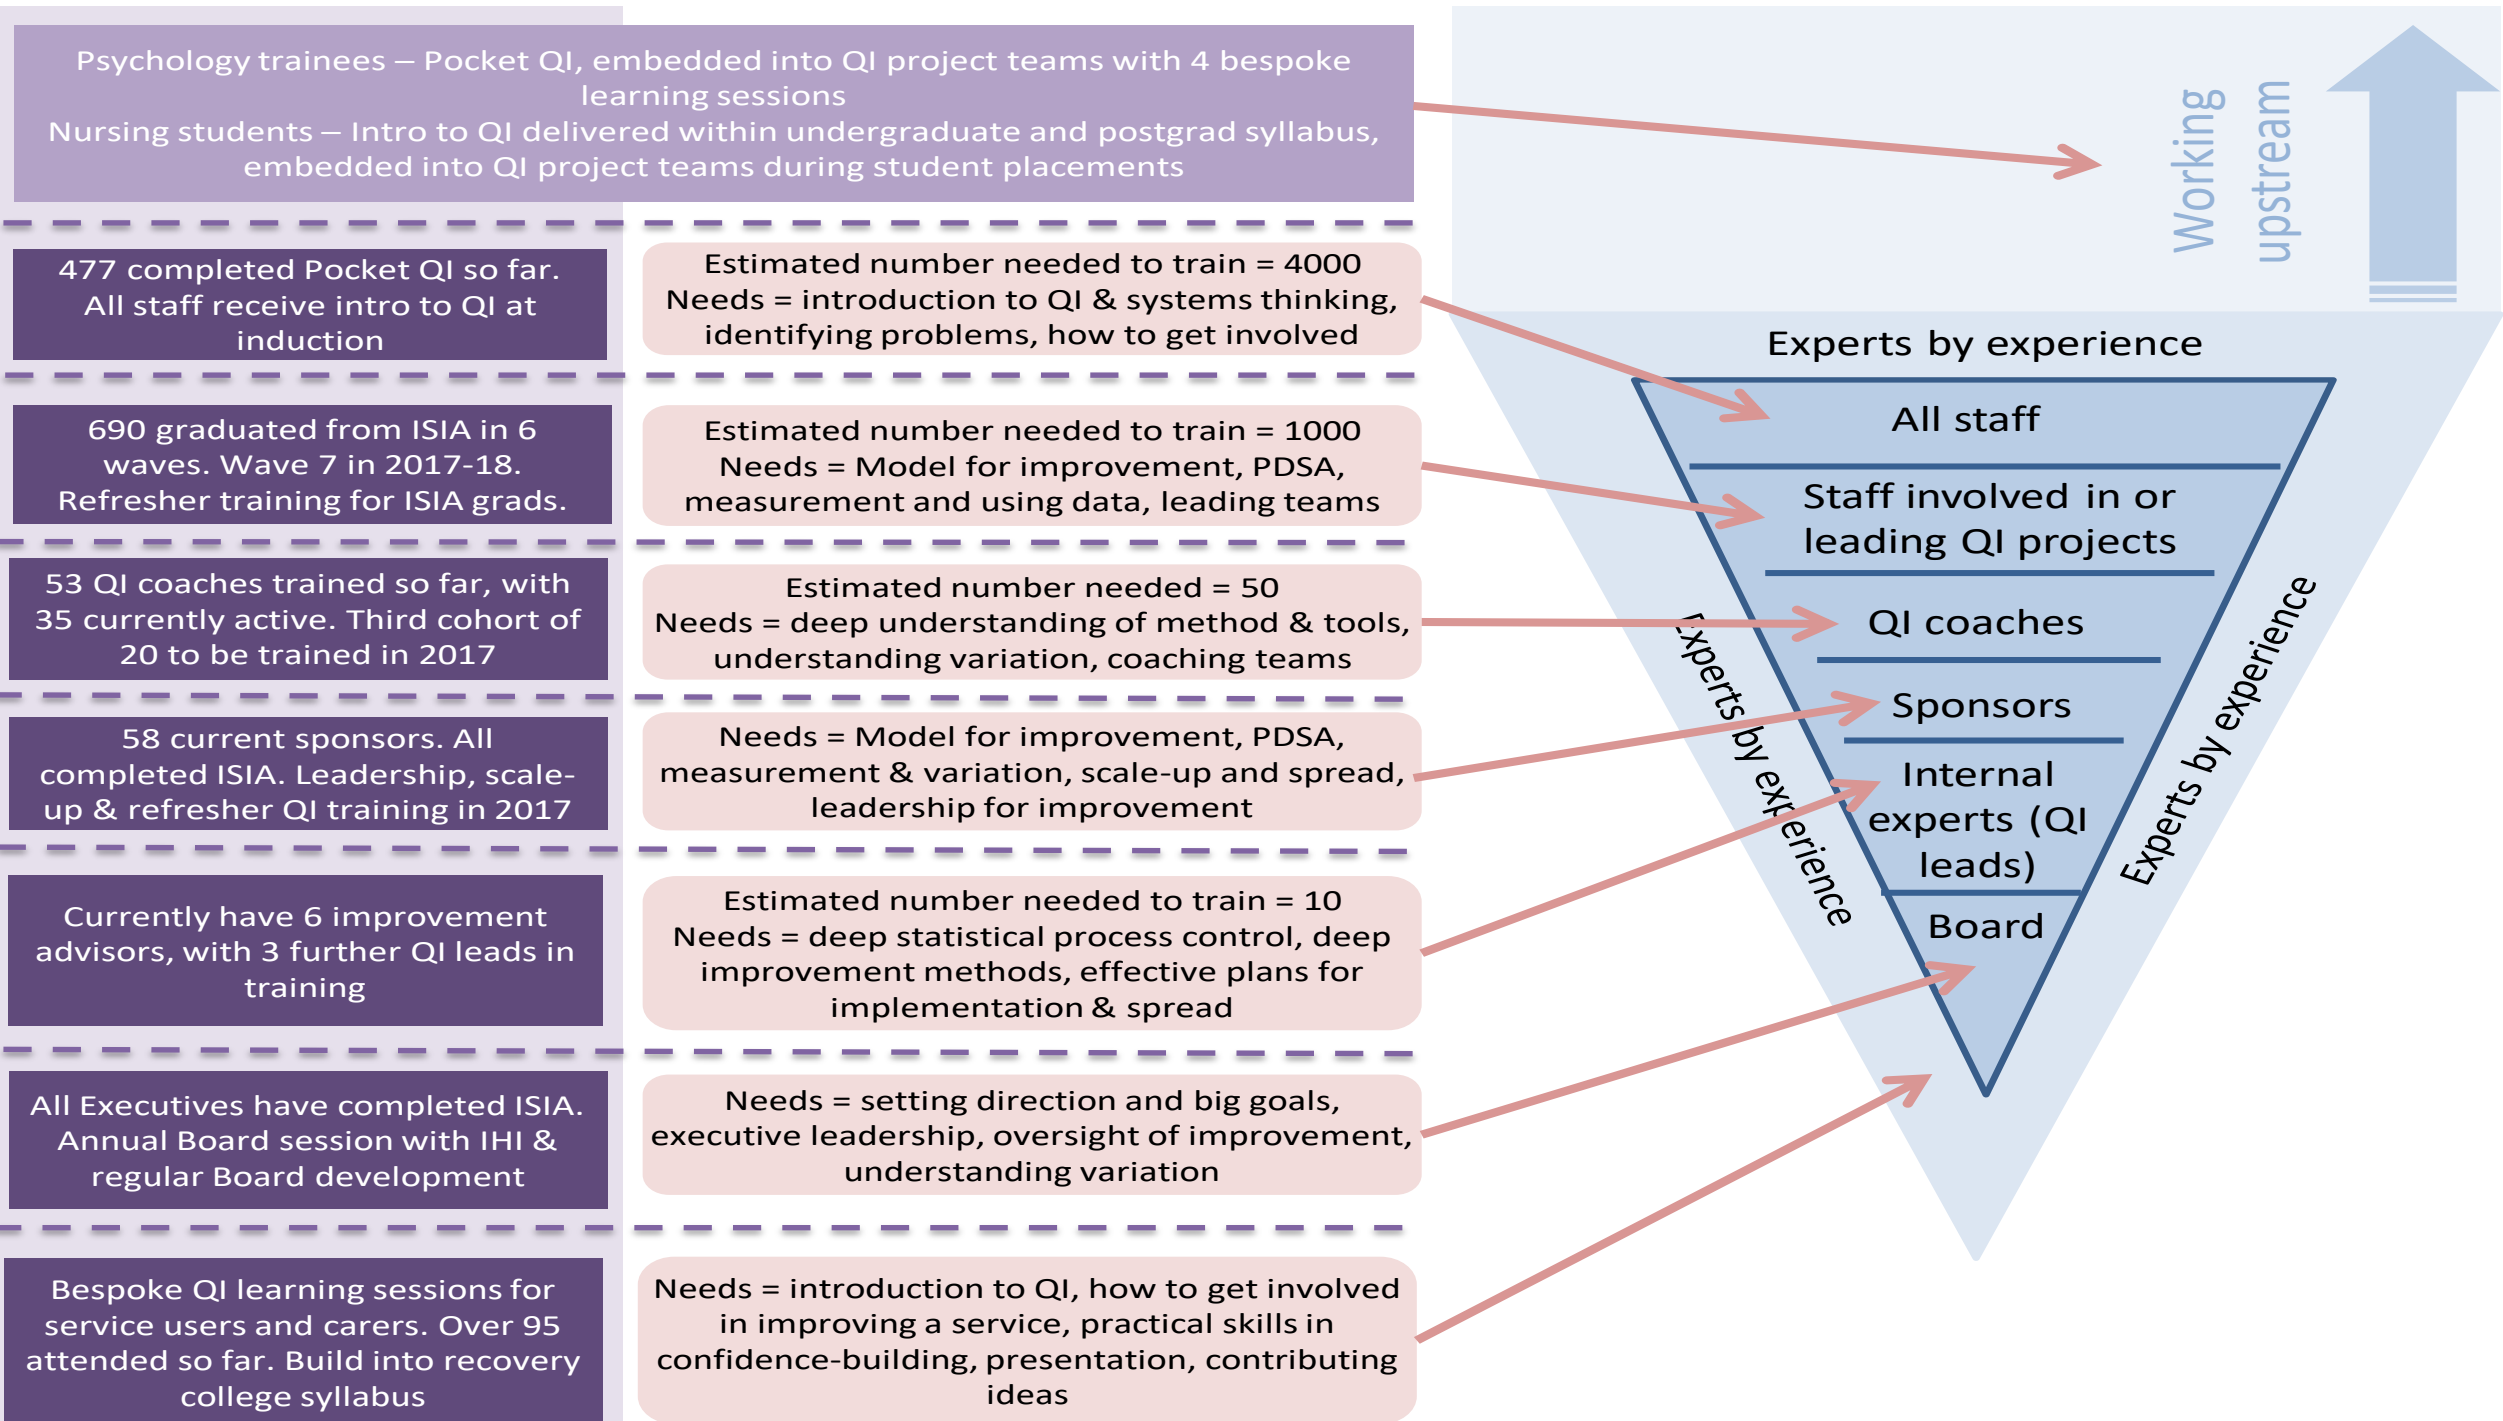 Psychology trainees – Pocket QI, embedded into QI project teams with 4 bespoke
learning sessions
Nursing students – Intro to QI delivered within undergraduate and postgrad syllabus,
embedded into QI project teams during student placements
Working
upstream
477 completed Pocket QI so far.
All staff receive intro to QI at
induction
Estimated number needed to train = 4000
Needs = introduction to QI & systems thinking,
identifying problems, how to get involved
690 graduated from ISIA in 6
waves. Wave 7 in 2017-18.
Refresher training for ISIA grads.
Estimated number needed to train = 1000
Needs = Model for improvement, PDSA,
measurement and using data, leading teams
53 QI coaches trained so far, with
35 currently active. Third cohort of
20 to be trained in 2017
Estimated number needed = 50
Needs = deep understanding of method & tools,
understanding variation, coaching teams
58 current sponsors. All
completed ISIA. Leadership, scale-
up & refresher QI training in 2017
Needs = Model for improvement, PDSA,
measurement & variation, scale-up and spread,
leadership for improvement
Currently have 6 improvement
advisors, with 3 further QI leads in
training
Estimated number needed to train = 10
Needs = deep statistical process control, deep
improvement methods, effective plans for
implementation & spread
All Executives have completed ISIA.
Annual Board session with IHI &
regular Board development
Needs = setting direction and big goals,
executive leadership, oversight of improvement,
understanding variation
Bespoke QI learning sessions for
service users and carers. Over 95
attended so far. Build into recovery
college syllabus
Needs = introduction to QI, how to get involved
in improving a service, practical skills in
confidence-building, presentation, contributing
ideas
Experts by experience
All staff
Staff involved in or
leading QI projects
QI coaches
Sponsors
Internal
experts (QI
leads)
Board
Experts by experience
Experts by experience